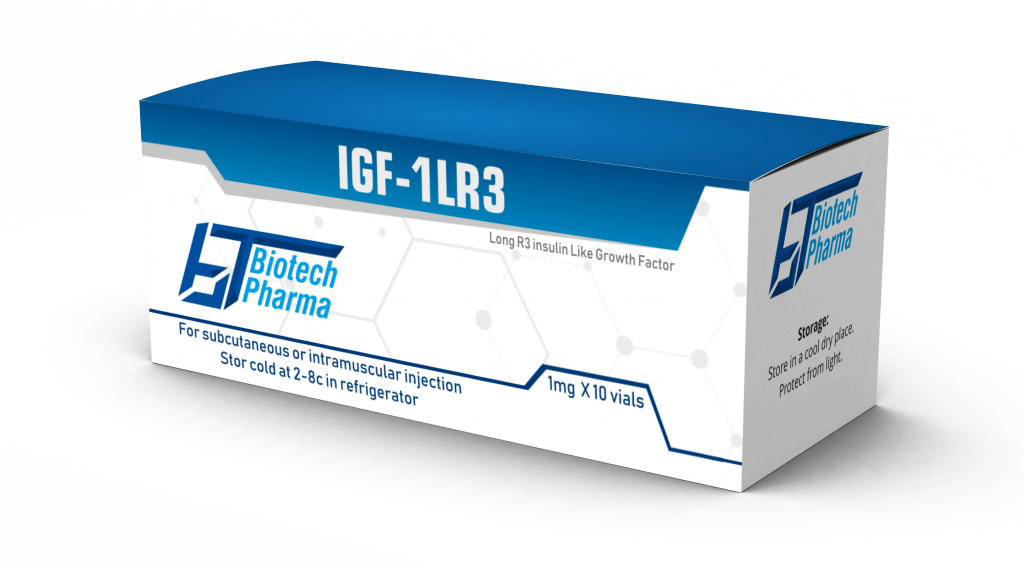 IGF-1LR3
Long R3 insulin Like Growth Factor
Biotech
Pharma
For subcutaneous or intramuscular injection
Stor cold at 2-8c in refrigerator
1mg X 10 vials
Biotech
Pharma
Storage:
Store in a cool dry place.
Protect from light.